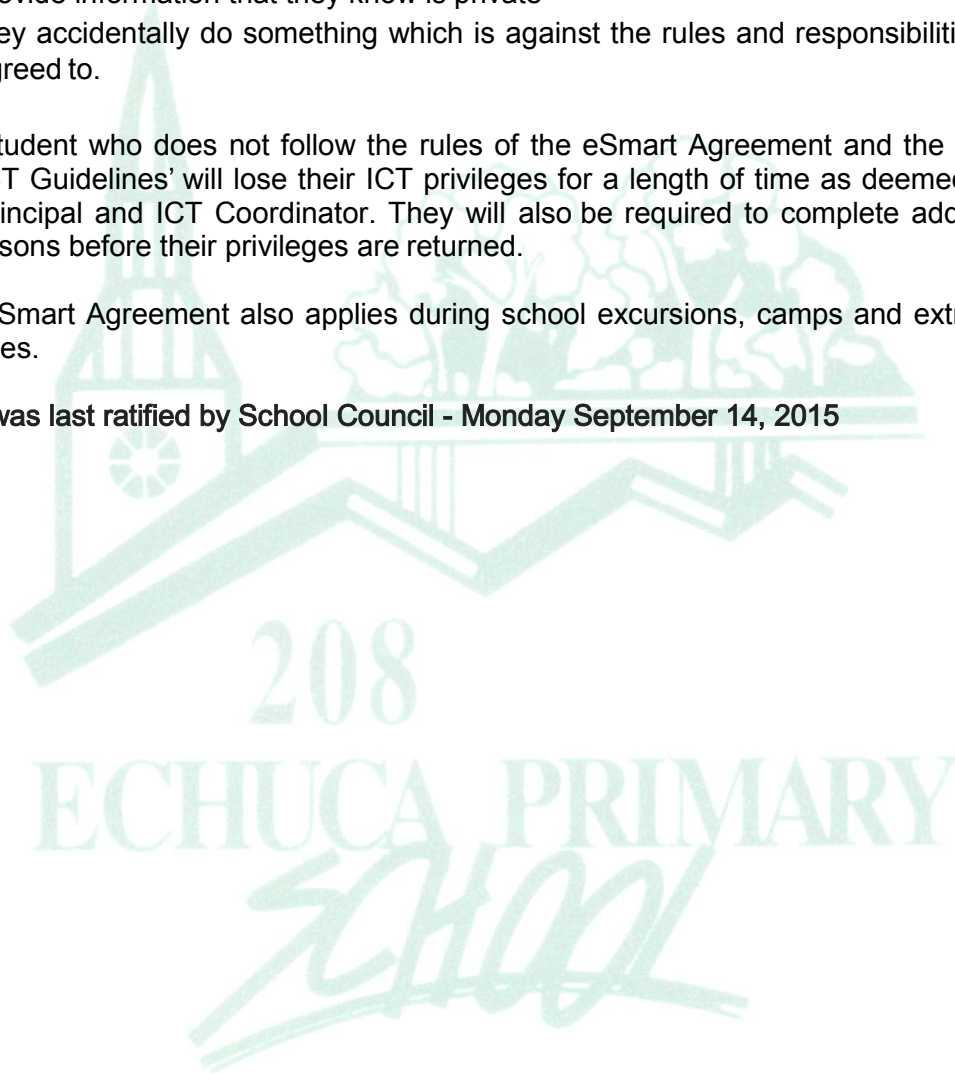 ovide information that they know is private
ey accidentally do something which is against the rules and responsibiliti
greed to.
tudent who does not follow the rules of the eSmart Agreement and the
T Guidelines’ will lose their ICT privileges for a length of time as deemed
incipal and ICT Coordinator. They will also be required to complete add
sons before their privileges are returned.
Smart Agreement also applies during school excursions, camps and extr
es.
was last ratified by School Council - Monday September 14, 2015
208
ECHUCA PRIMARY
SCHOOL